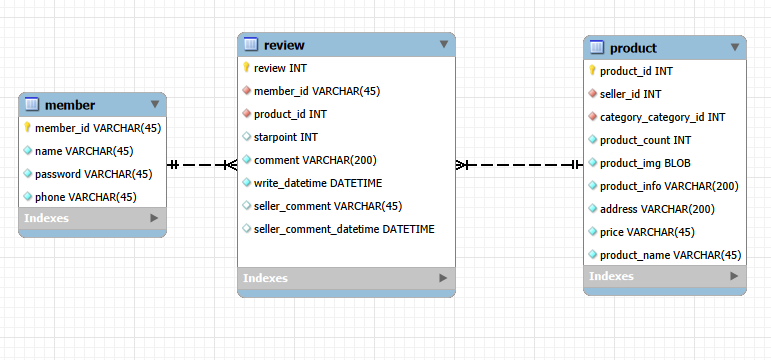 member
member_id VARCHAR(45)
name VARCHAR(45)
password VARCHAR(45)
phone VARCHAR(45)
Indexes
review
review INT
member_id VARCHAR(45)
product_id INT
starpoint INT
comment VARCHAR(200)
write_datetime DATETIME
seller_comment VARCHAR(45)
seller_comment_datetime DATETIME
Indexes
product
product_id INT
seller_id INT
category_category_id INT
product_count INT
product_img BLOB
product_info VARCHAR(200)
address VARCHAR(200)
price VARCHAR(45)
product_name VARCHAR(45)
Indexes